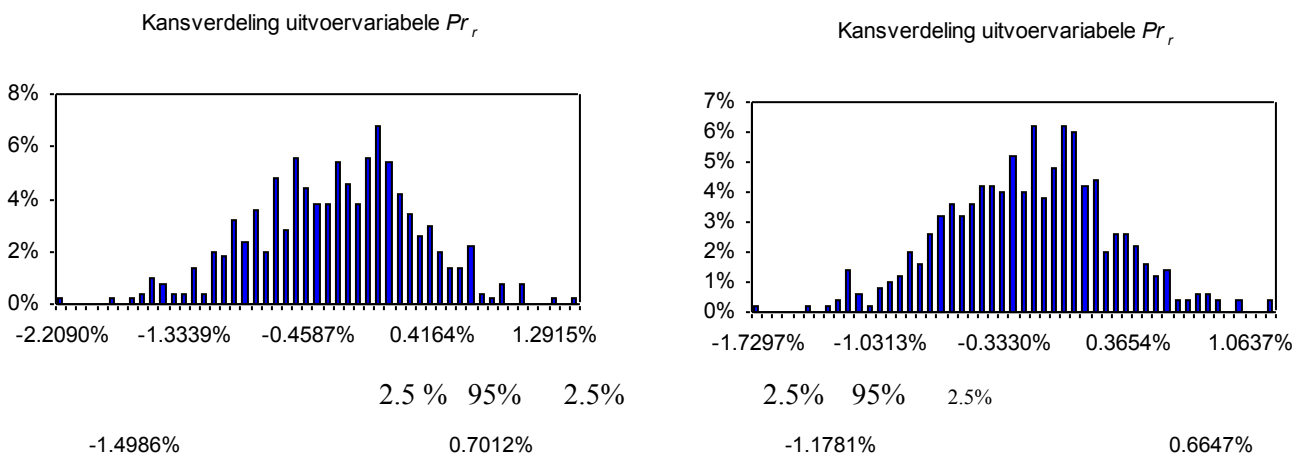 Kansverdeling uitvoervariabele Pr r
8%
6%
4%
2%
0%
-2.2090% -1.3339% -0.4587% 0.4164% 1.2915%
2.5 % 95% 2.5%
-1.4986% 0.7012%
Kansverdeling uitvoervariabele Pr r
7%
6%
5%
4%
3%
2%
1%
0%
-1.7297% -1.0313% -0.3330% 0.3654% 1.0637%
2.5% 95% 2.5%
-1.1781% 0.6647%